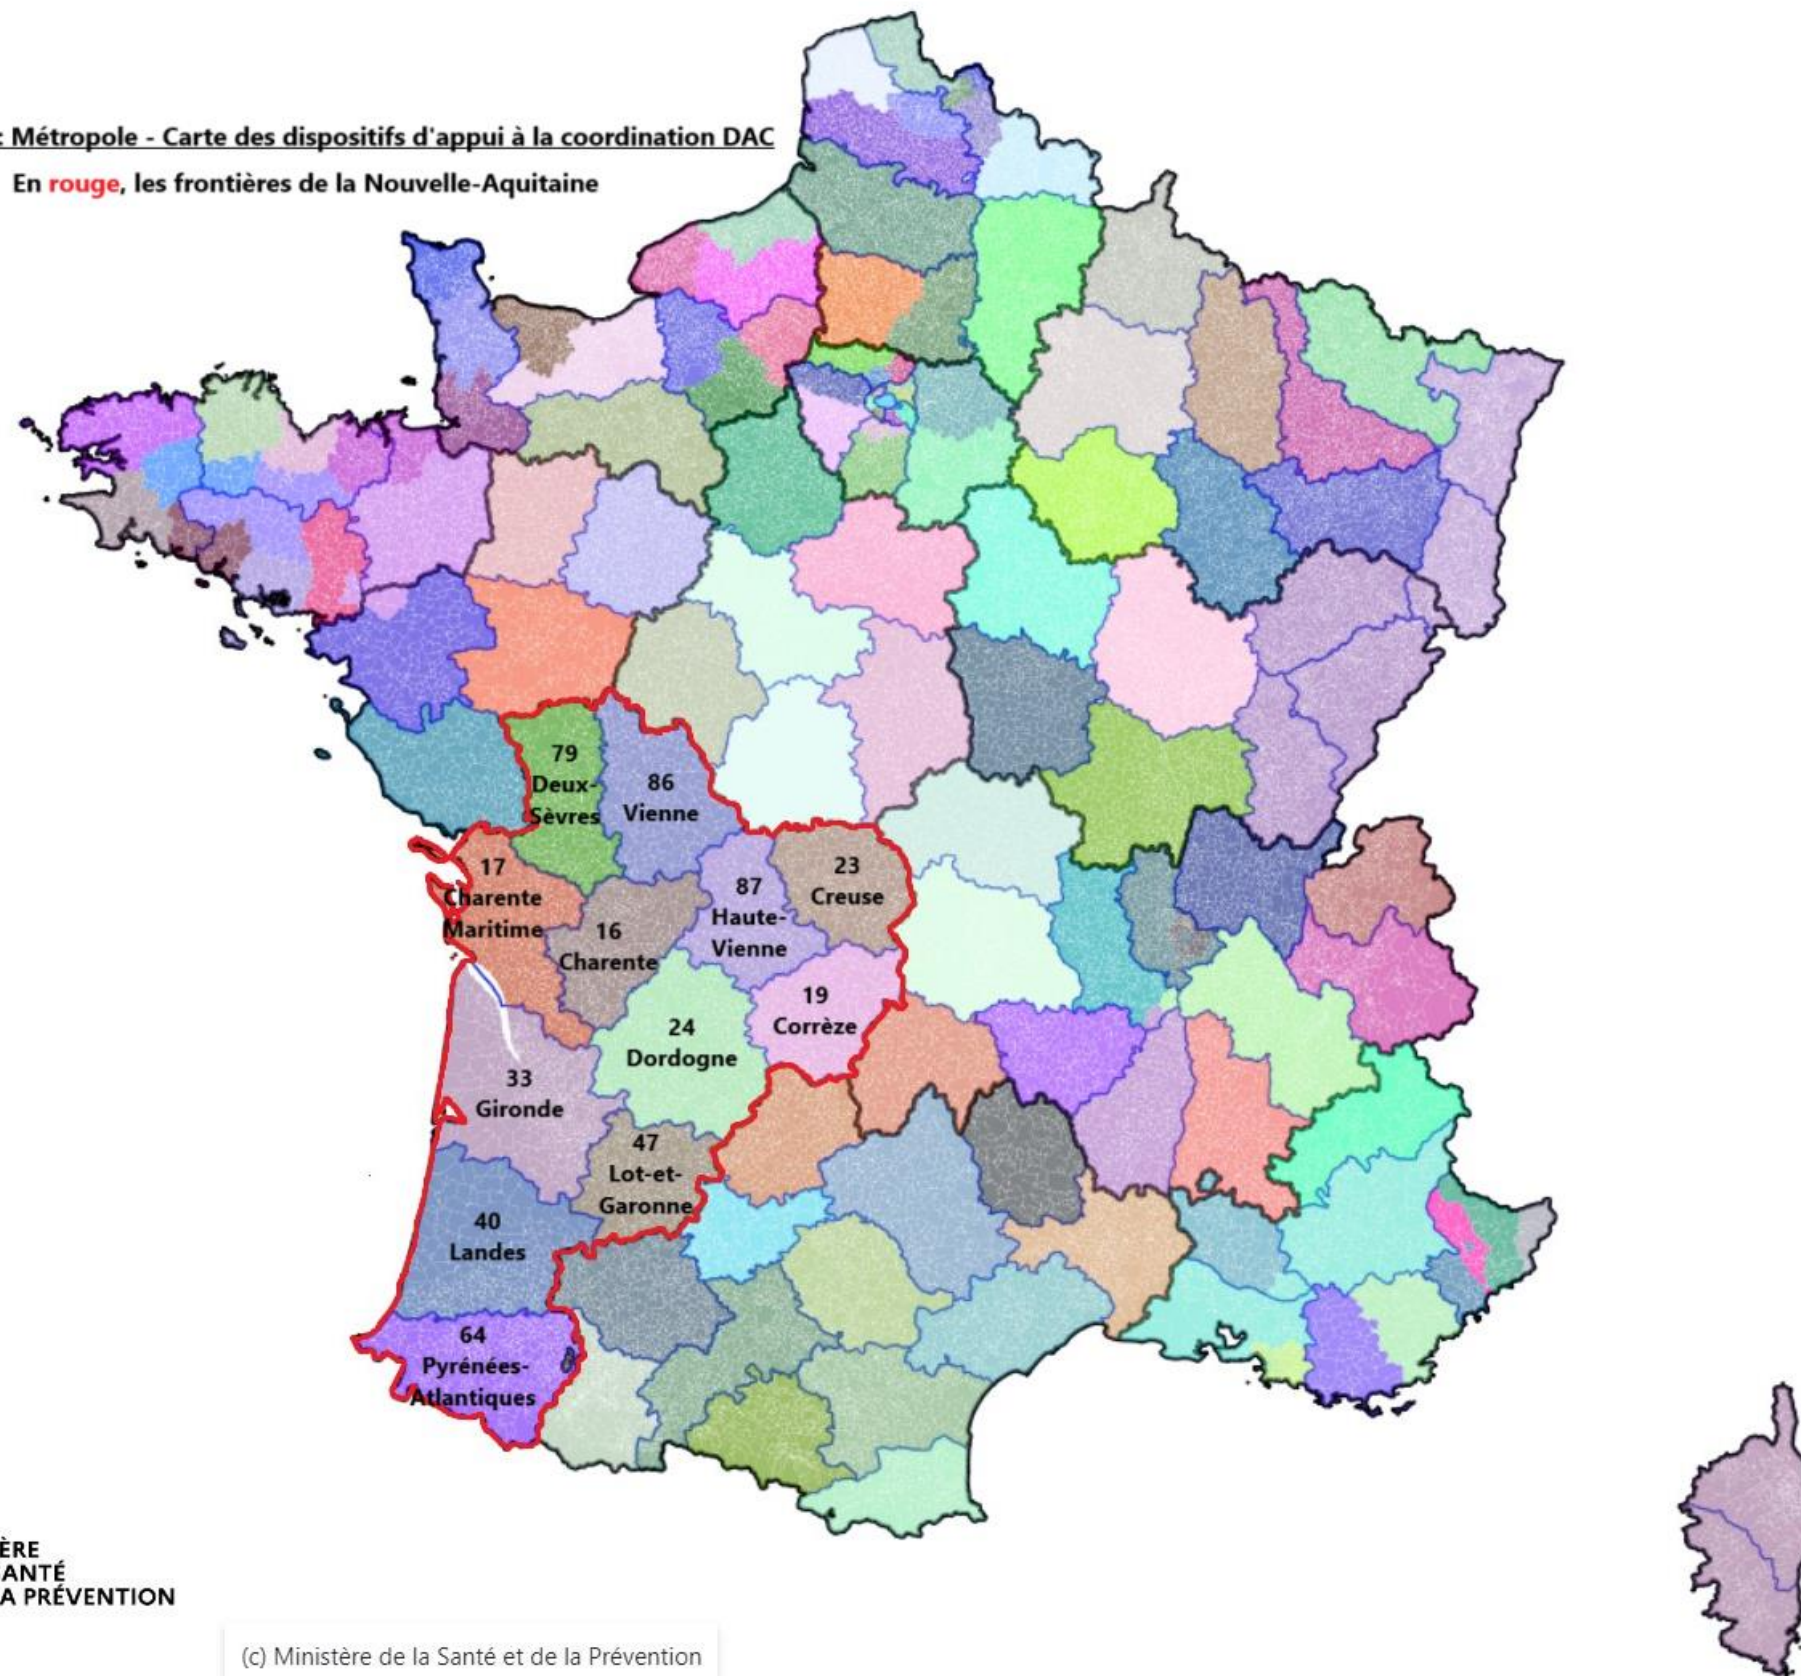 : Métropole - Carte des dispositifs d'appui à la coordination DAC
En rouge, les frontières de la Nouvelle-Aquitaine
79
Deux-
Sèvres
86
Vienne
17
Charente
Maritime
16
Charente
87
Haute-
Vienne
23
Creuse
19
Corrèze
24
Dordogne
33
Gironde
47
Lot-et-
Garonne
40
Landes
64
Pyrénées-
Atlantiques
ÈRE
ANTÉ
A PRÉVENTION
(c) Ministère de la Santé et de la Prévention